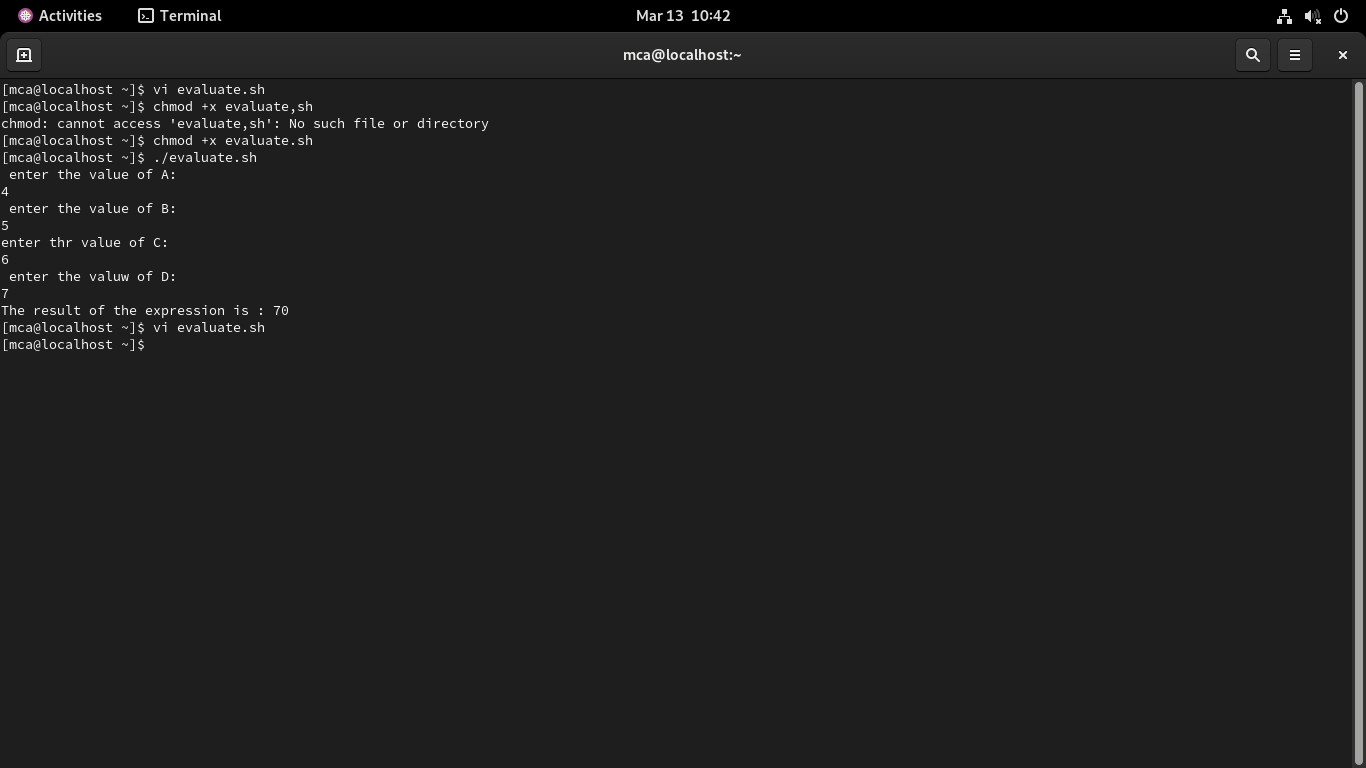 Activities Terminal Mar 13 10:42
mca@localhost:~
[mca@localhost ~]$ vi evaluate.sh
[mca@localhost ~]$ chmod +x evaluate,sh
chmod: cannot access 'evaluate,sh': No such file or directory
[mca@localhost ~]$ chmod +x evaluate.sh
[mca@localhost ~]$ ./evaluate.sh
 enter the value of A:
4
 enter the value of B:
5
enter thr value of C:
6
 enter the valuw of D:
7
The result of the expression is : 70
[mca@localhost ~]$ vi evaluate.sh
[mca@localhost ~]$